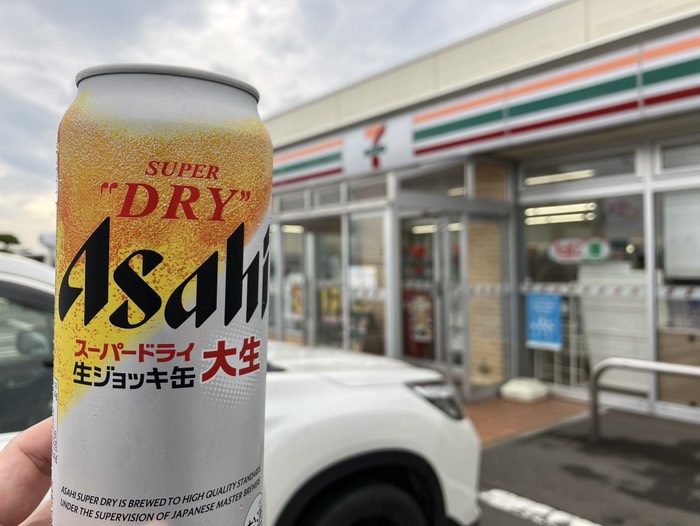 SUPER
"DRY"
Asahi
スーパードライ
生ジョッキ缶 大生
ASAHI SUPER DRY IS BREWED TO HIGH QUALITY STANDARDS
UNDER THE SUPERVISION OF JAPANESE MASTER BREWERS